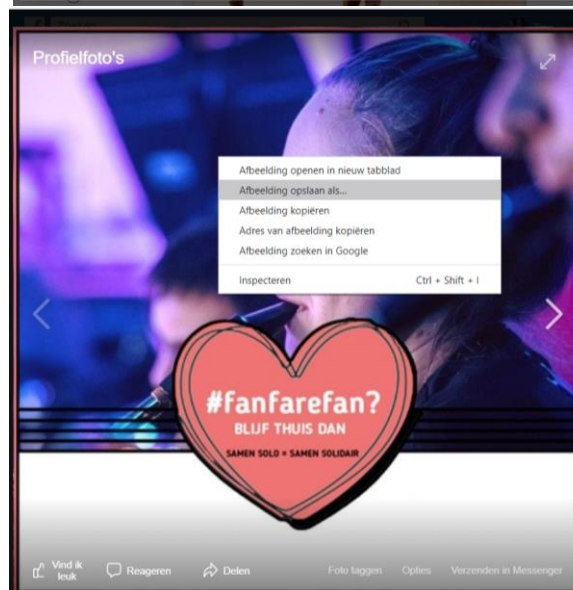 Profielfoto's
Afbeelding openen in nieuw tabblad
Afbeelding opslaan als...
Afbeelding kopiëren
Adres van afbeelding kopiëren
Afbeelding zoeken in Google
Inspecteren Ctrl + Shift + I
#fanfarefan?
BLIJF THUIS DAN
SAMEN SOLO = SAMEN SOLIDAIR
Vind ik
leuk
Reageren
Delen
Foto taggen
Opties
Verzenden in Messenger